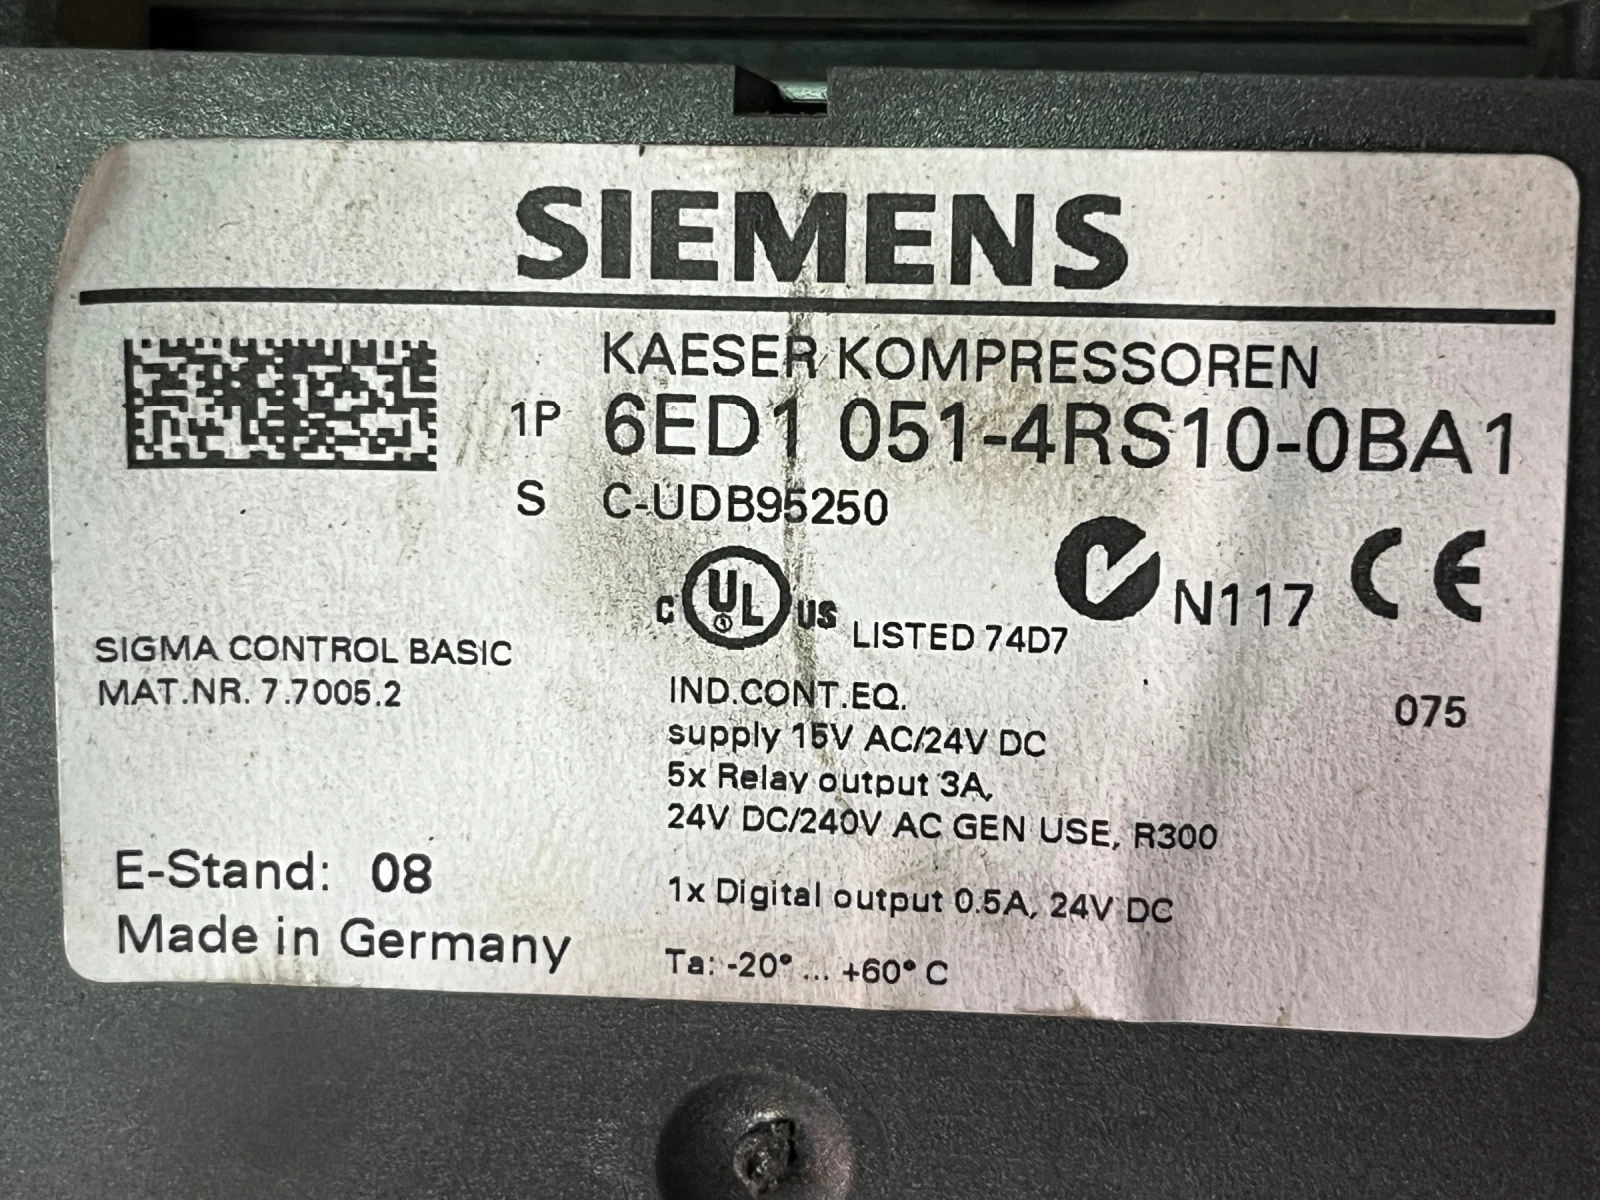 SIEMENS
KAESER KOMPRESSOREN
1P 6ED1 051-4RS10-0BA1
S C-UDB95250
C UL US LISTED 74D7
N117 CE
SIGMA CONTROL BASIC
MAT.NR. 7.7005.2
IND.CONT.EQ.
075
supply 15V AC/24V DC
5x Relay output 3A,
24V DC/240V AC GEN USE, R300
1x Digital output 0.5A, 24V DC
Ta: -20° ... +60° C
E-Stand: 08
Made in Germany